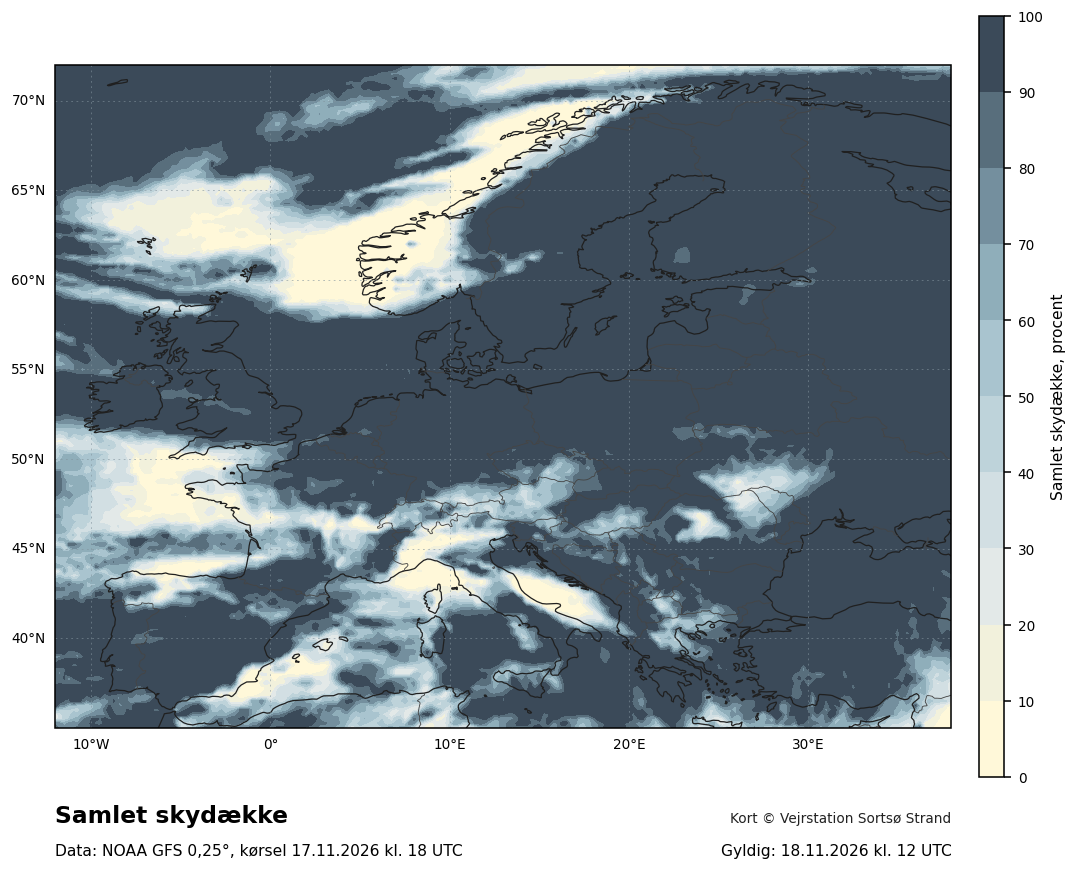 100
90
80
70
60
50
40
30
20
10
0
Samlet skydække, procent
70°N
65°N
60°N
55°N
50°N
45°N
40°N
10°W
0°
10°E
20°E
30°E
Samlet skydække
Kort © Vejrstation Sortsø Strand
Data: NOAA GFS 0,25°, kørsel 17.11.2026 kl. 18 UTC
Gyldig: 18.11.2026 kl. 12 UTC